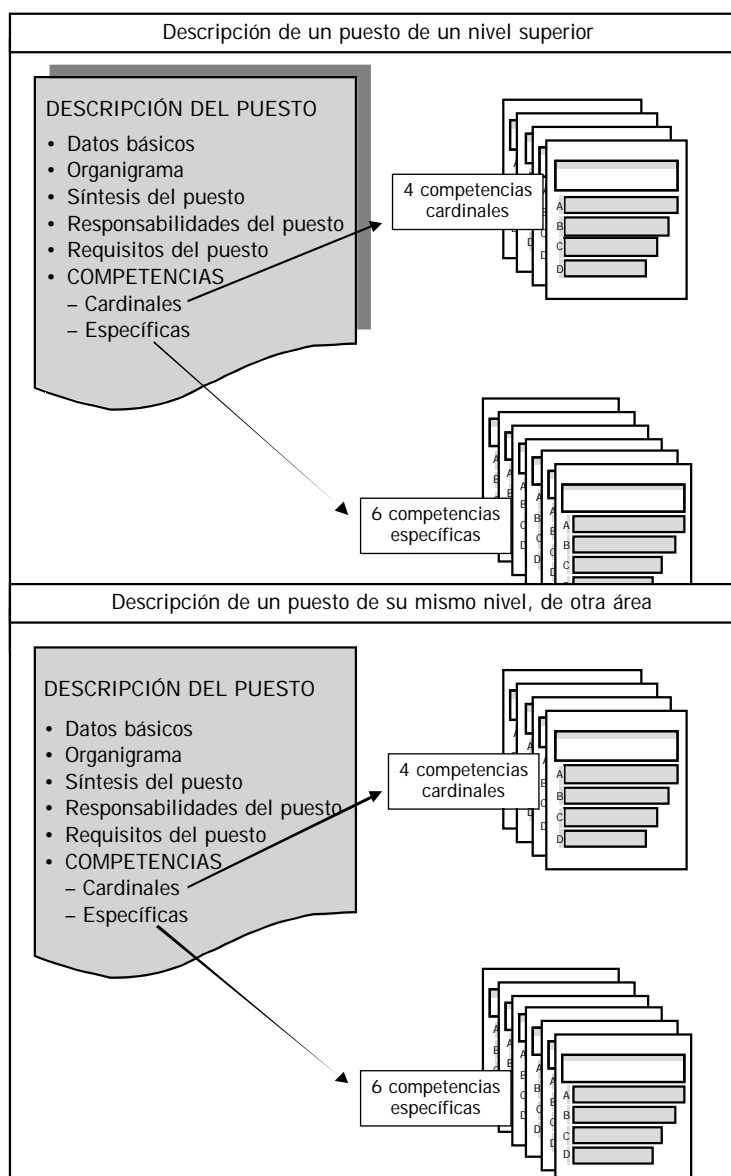 Descripción de un puesto de un nivel superior
DESCRIPCIÓN DEL PUESTO
• Datos básicos
• Organigrama
• Síntesis del puesto
• Responsabilidades del puesto
• Requisitos del puesto
• COMPETENCIAS
– Cardinales
– Específicas
4 competencias
cardinales
A
B
C
D
6 competencias
específicas
A
B
C
Descripción de un puesto de su mismo nivel, de otra área
DESCRIPCIÓN DEL PUESTO
• Datos básicos
• Organigrama
• Síntesis del puesto
• Responsabilidades del puesto
• Requisitos del puesto
• COMPETENCIAS
– Cardinales
– Específicas
4 competencias
cardinales
A
B
C
D
6 competencias
específicas
A
B
C
D